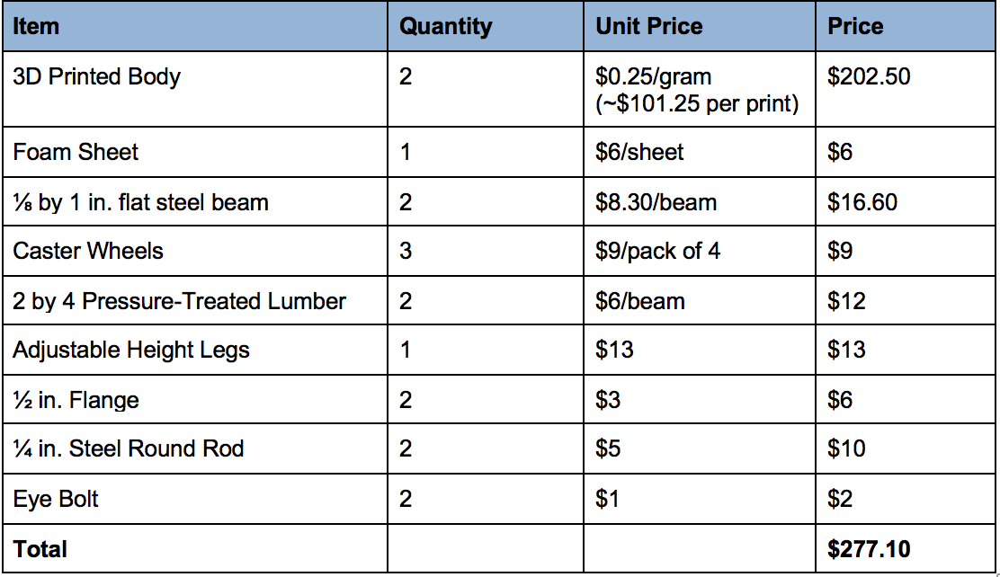 Item Quantity Unit Price Price
3D Printed Body 2 $0.25/gram $202.50
(~$101.25 per print)
Foam Sheet 1 $6/sheet $6
⅛ by 1 in. flat steel beam 2 $8.30/beam $16.60
Caster Wheels 3 $9/pack of 4 $9
2 by 4 Pressure-Treated Lumber 2 $6/beam $12
Adjustable Height Legs 1 $13 $13
½ in. Flange 2 $3 $6
¼ in. Steel Round Rod 2 $5 $10
Eye Bolt 2 $1 $2
Total $277.10